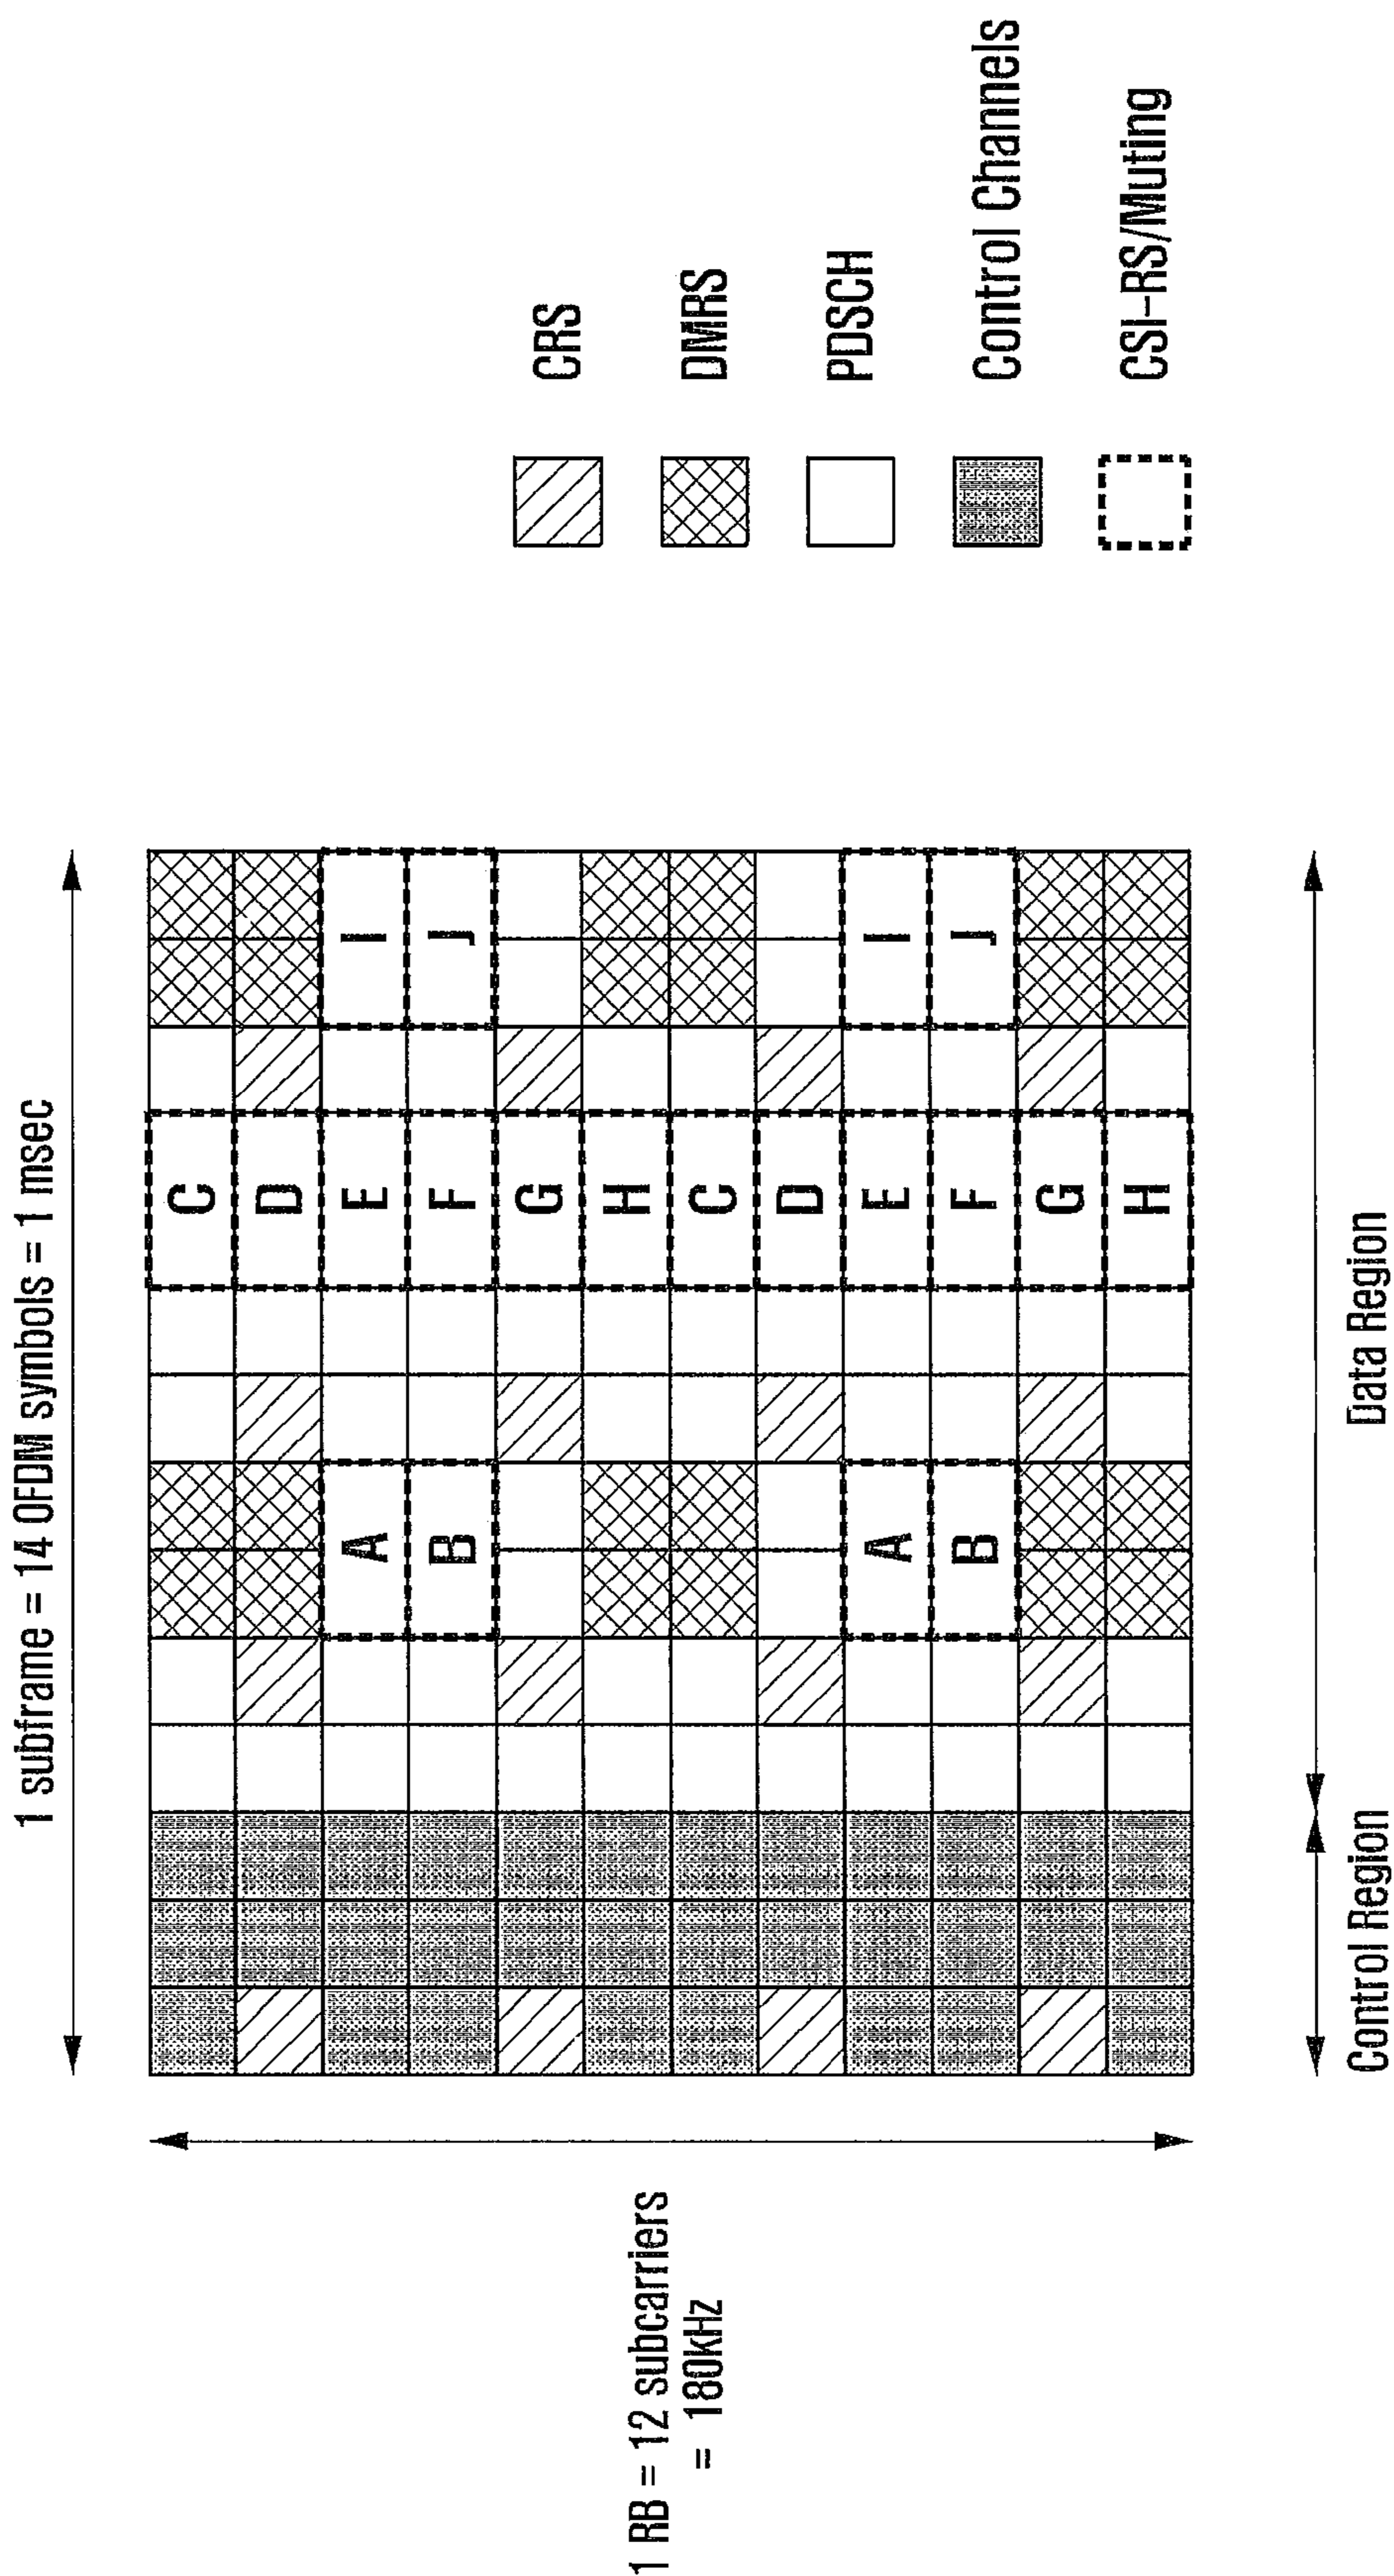 1 subframe = 14 OFDM symbols = 1 msec
1 RB = 12 subcarriers
= 180kHz
C
D
A E I
B F J
G
H
C
D
A E I
B F J
G
H
Control Region
Data Region
CRS
DMRS
PDSCH
Control Channels
CSI-RS/Muting